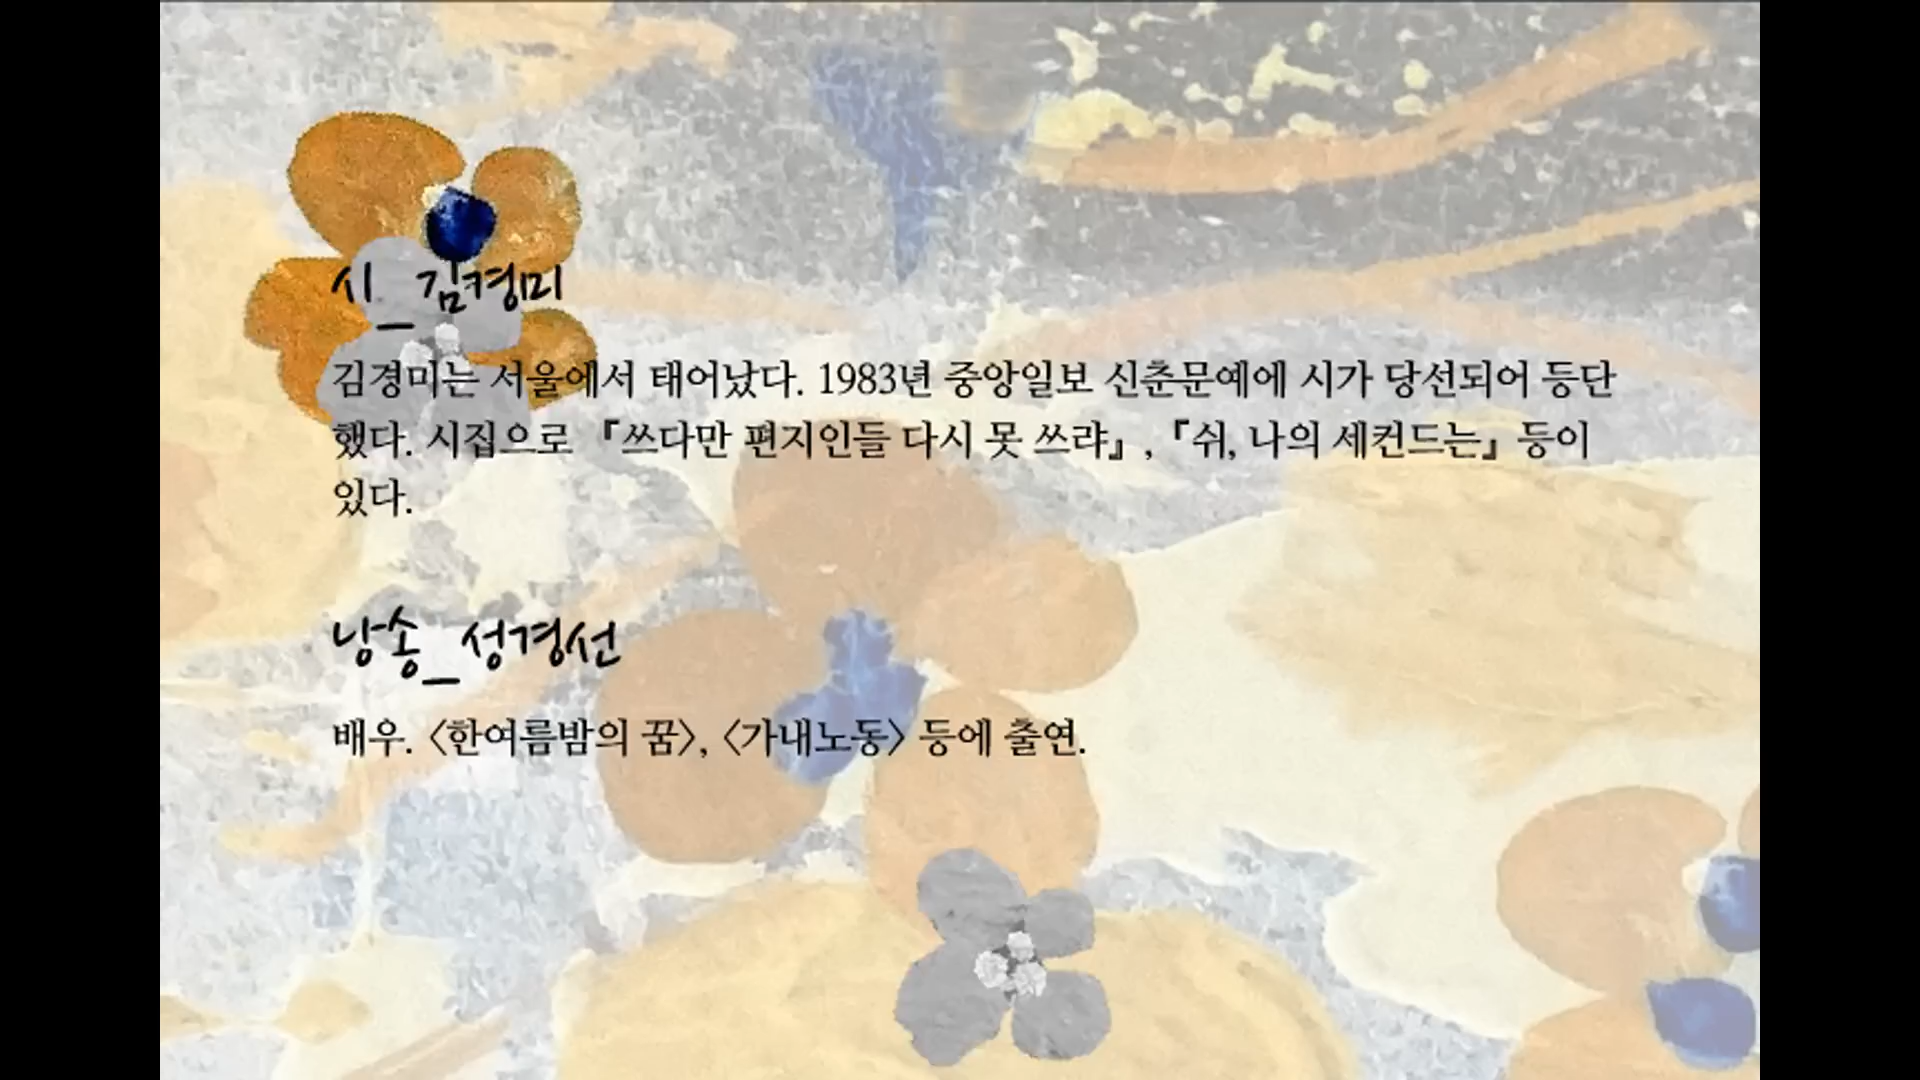 시_ 김경미
김경미는 서울에서 태어났다. 1983년 중앙일보 신춘문예에 시가 당선되어 등단
했다. 시집으로 『쓰다만 편지인들 다시 못 쓰랴』, 『쉬, 나의 세컨드는』 등이
있다.
낭송_ 성경선
배우. 〈한여름밤의 꿈〉, 〈가내노동〉 등에 출연.